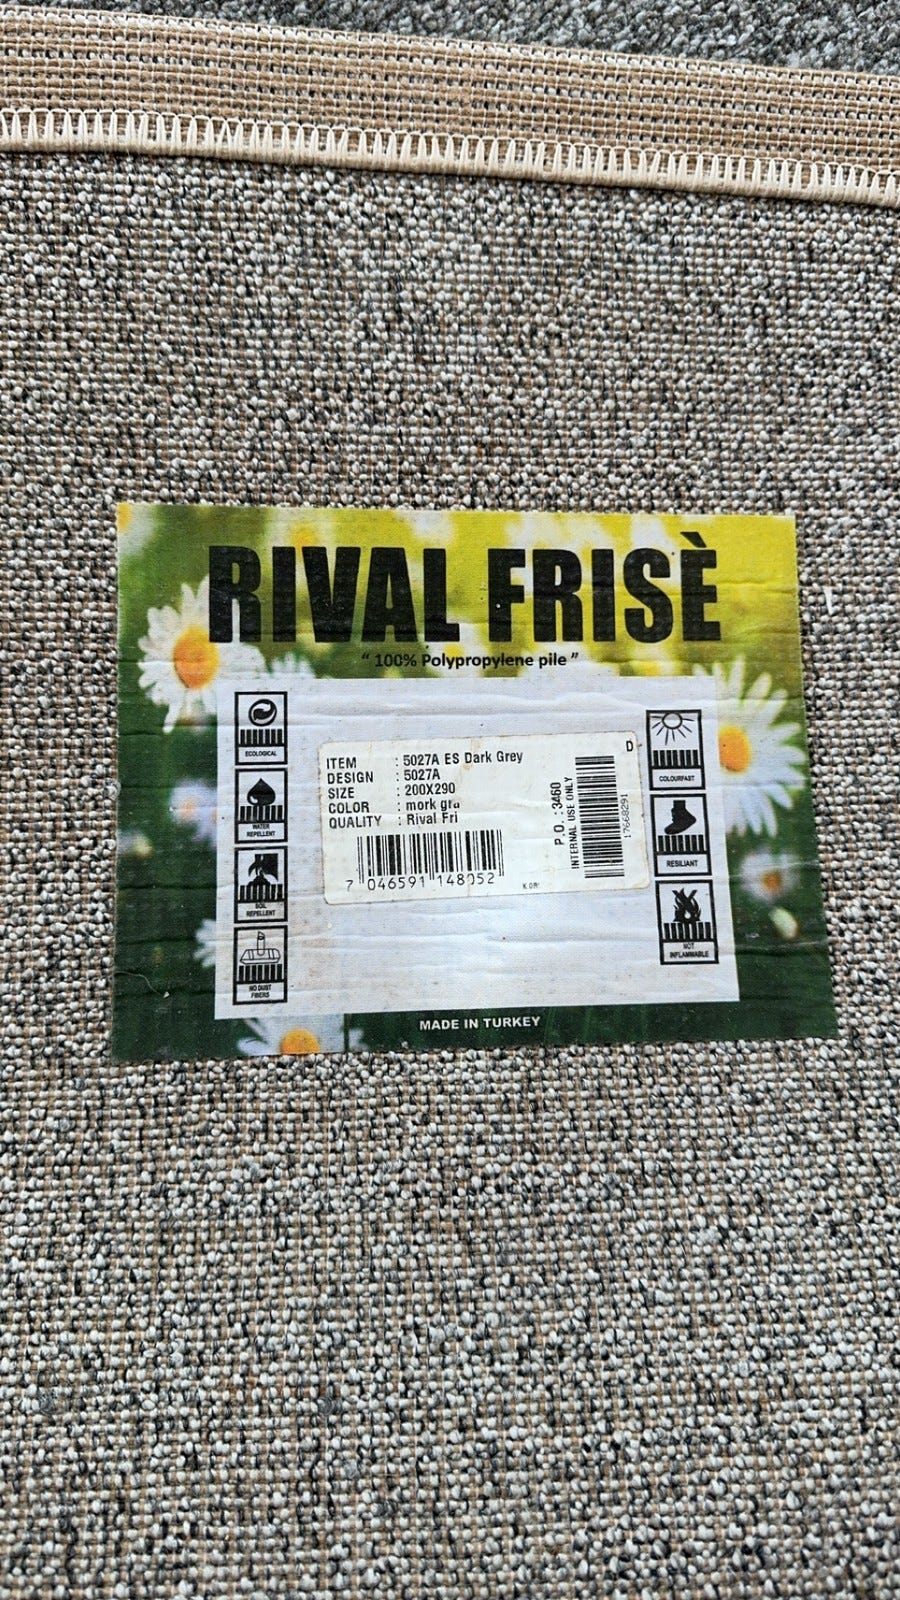 RIVAL FRISÈ
“ 100% Polypropylene pile ”
ECOLOGICAL
WATER
REPELLENT
SOIL
REPELLENT
NO DUST
FIBERS
ITEM : 5027A ES Dark Grey
DESIGN : 5027A
SIZE : 200X290
COLOR : mork
QUALITY : Rival Fri
7 046591 148052
D
P.O.:3460
INTERNAL USE ONLY
17668291
COLOURFAST
RESILIANT
NOT
INFLAMMABLE
MADE IN TURKEY